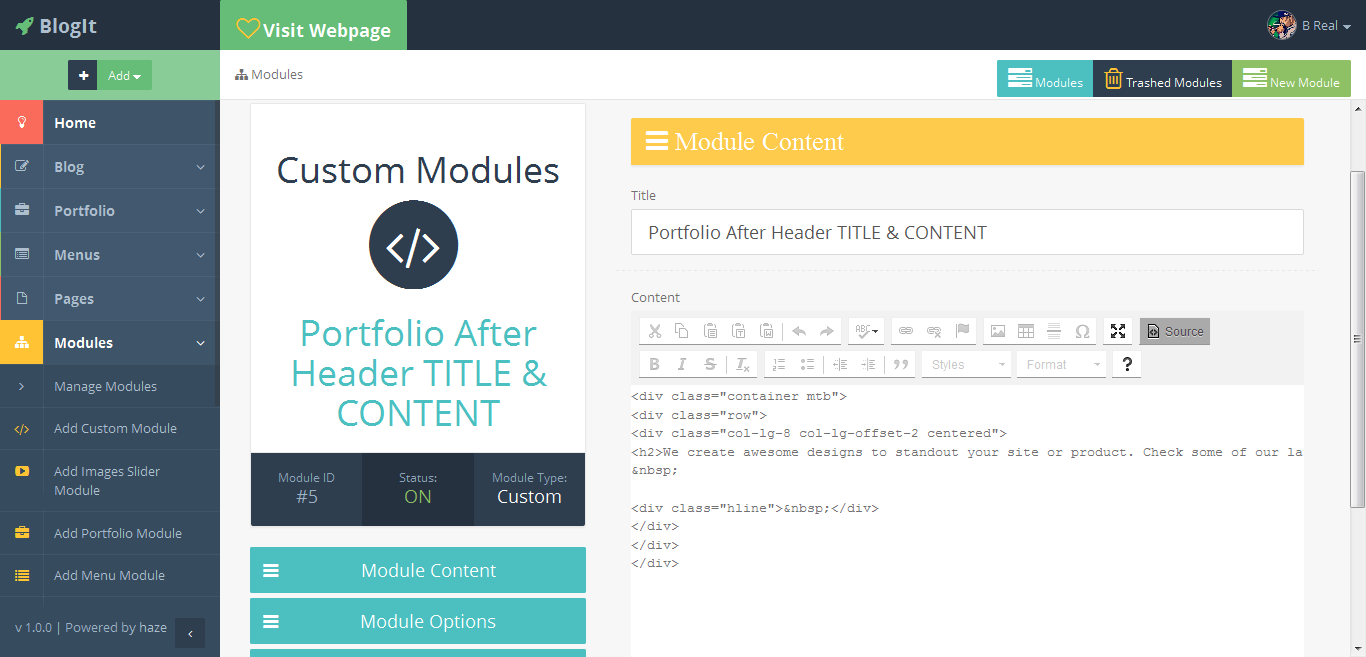 BlogIt
Visit Webpage
B Real
Add
Modules
Modules
Trashed Modules
New Module
Home
Blog
Portfolio
Menus
Pages
Modules
Manage Modules
Add Custom Module
Add Images Slider
Module
Add Portfolio Module
Add Menu Module
v 1.0.0 | Powered by haze
Custom Modules
</>
Portfolio After
Header TITLE &
CONTENT
Module ID
#5
Status:
ON
Module Type:
Custom
Module Content
Module Options
Module Content
Title
Portfolio After Header TITLE & CONTENT
Content
ABC
Source
B I S Ix
Styles
Format
?
<div class="container mtb">
<div class="row">
<div class="col-lg-8 col-lg-offset-2 centered">
<h2>We create awesome designs to standout your site or product. Check some of our la
&nbsp;
<div class="hline">&nbsp;</div>
</div>
</div>
</div>